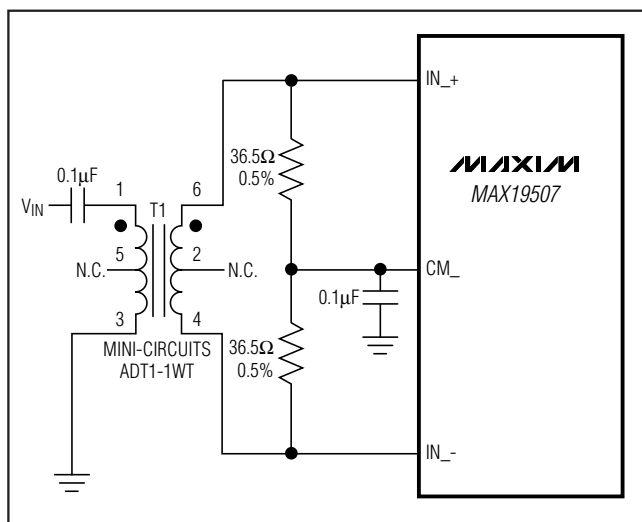 IN_+
36.5Ω
0.5%
MAXIM
MAX19507
0.1μF
1
6
VIN
T1
5
2
N.C.
N.C.
CM_
0.1μF
3
4
MINI-CIRCUITS
ADT1-1WT
36.5Ω
0.5%
IN_-